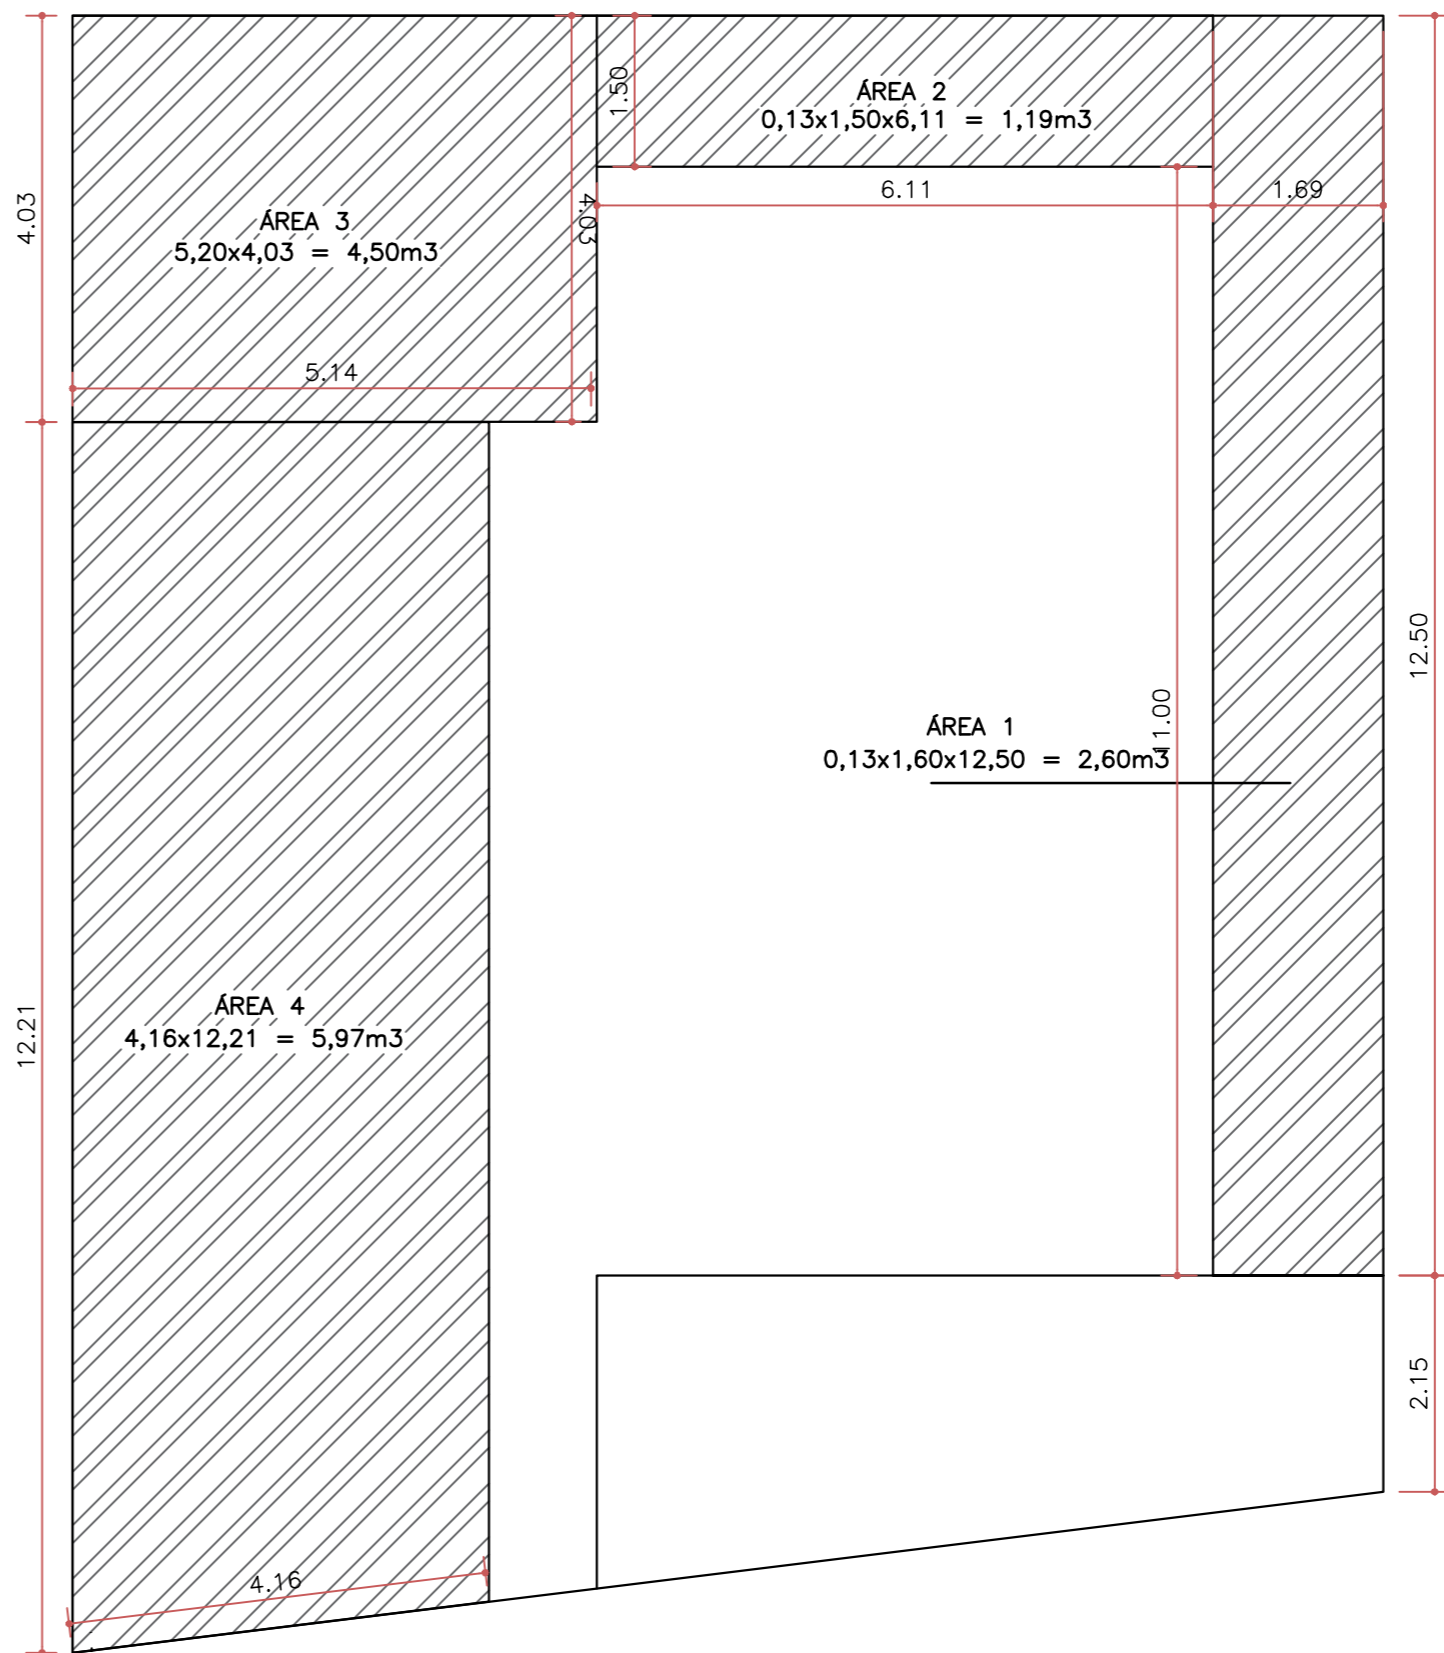 ÁREA 2
0,13x1,50x6,11 = 1,19m3
1.50
6.11
1.69
4.03
4.03
ÁREA 3
5,20x4,03 = 4,50m3
5.14
12.50
11.00
ÁREA 1
0,13x1,60x12,50 = 2,60m3
ÁREA 4
4,16x12,21 = 5,97m3
12.21
2.15
4.16